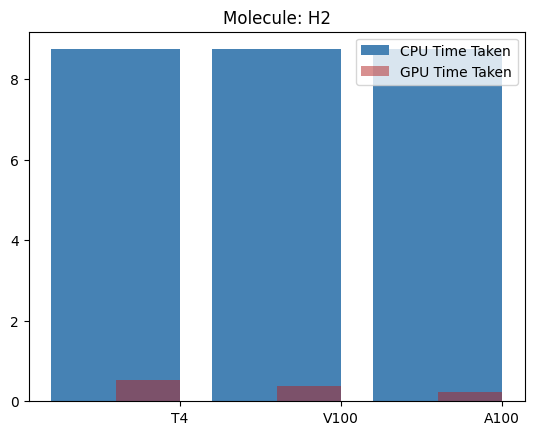 Molecule: H2
CPU Time Taken
GPU Time Taken
8
6
4
2
0
T4 V100 A100